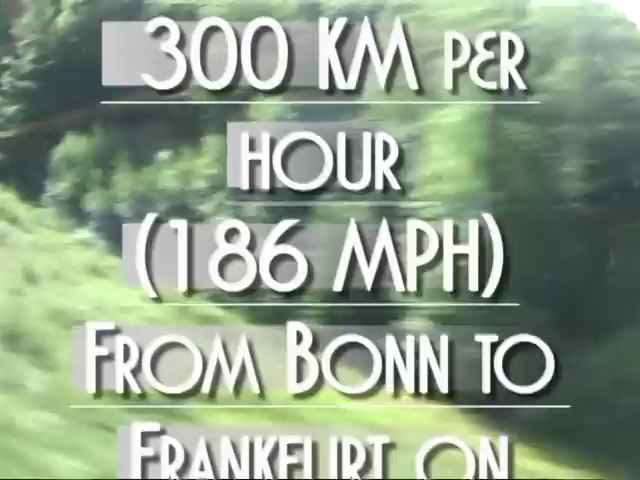 300 KM PER
HOUR
(186 MPH)
FROM BONN TO
FRANKFURT ON